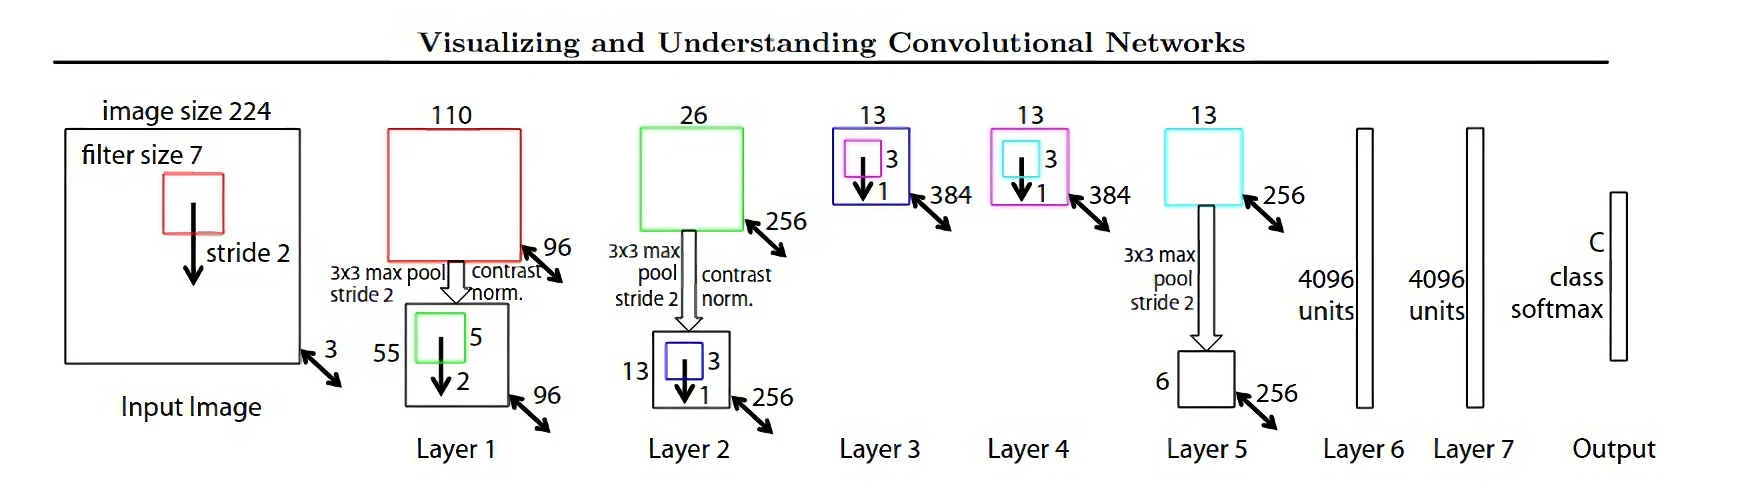 Visualizing and Understanding Convolutional Networks
image size 224
filter size 7
stride 2
3
Input Image
110
96
3x3 max pool
stride 2
contrast
norm.
55
5
2
96
Layer 1
26
256
3x3 max
pool
stride 2
contrast
norm.
13
3
1
256
Layer 2
13
3
1
384
Layer 3
13
3
1
384
Layer 4
13
256
3x3 max
pool
stride 2
6
256
Layer 5
4096
units
Layer 6
4096
units
Layer 7
C
class
softmax
Output